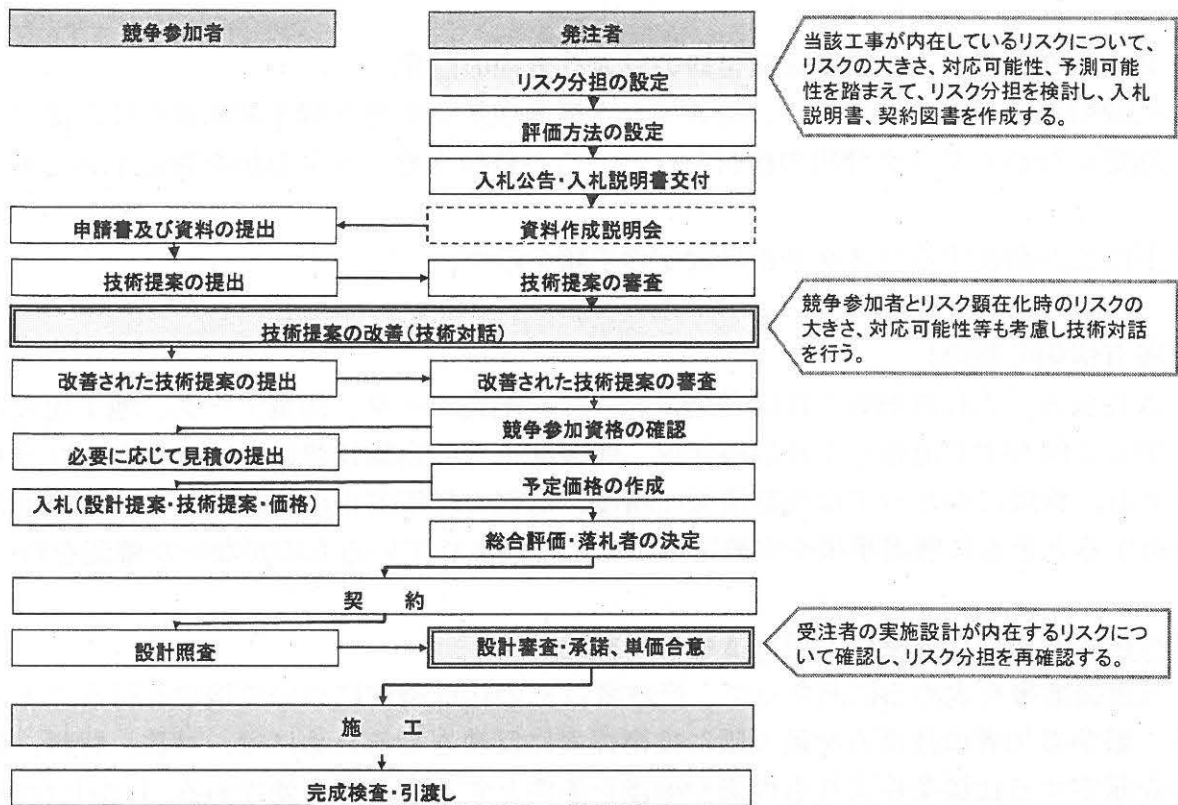 競争参加者
発注者
リスク分担の設定
当該工事が内在しているリスクについて、
リスクの大きさ、対応可能性、予測可能
性を踏まえて、リスク分担を検討し、入札
説明書、契約図書を作成する。
評価方法の設定
入札公告・入札説明書交付
申請書及び資料の提出
資料作成説明会
技術提案の提出
技術提案の審査
技術提案の改善(技術対話)
競争参加者とリスク顕在化時のリスクの
大きさ、対応可能性等も考慮し技術対話
を行う。
改善された技術提案の提出
改善された技術提案の審査
競争参加資格の確認
必要に応じて見積の提出
予定価格の作成
入札(設計提案・技術提案・価格)
総合評価・落札者の決定
契 約
設計照査
設計審査・承諾、単価合意
受注者の実施設計が内在するリスクにつ
いて確認し、リスク分担を再確認する。
施 工
完成検査・引渡し